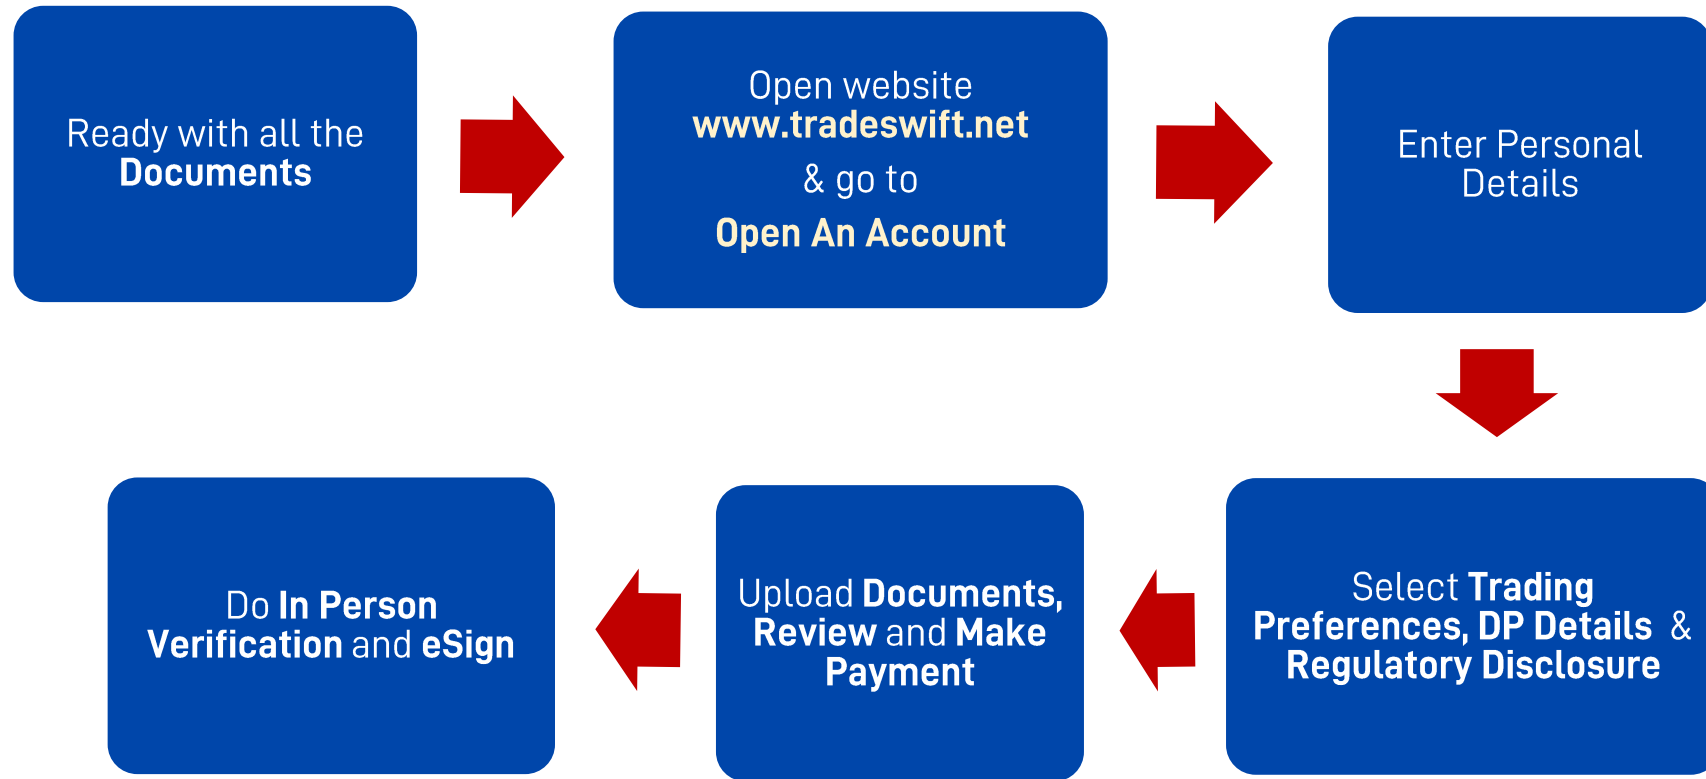 Ready with all the
Documents
Open website
www.tradeswift.net
& go to
Open An Account
Enter Personal
Details
Select Trading
Preferences, DP Details &
Regulatory Disclosure
Upload Documents,
Review and Make
Payment
Do In Person
Verification and eSign